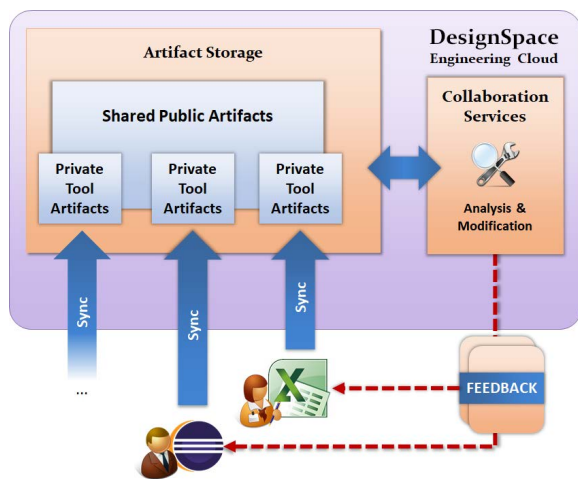 DesignSpace
Engineering Cloud
Artifact Storage
Shared Public Artifacts
Private
Tool
Artifacts
Private
Tool
Artifacts
Private
Tool
Artifacts
Collaboration
Services
Analysis &
Modification
Sync
Sync
Sync
...
X
FEEDBACK